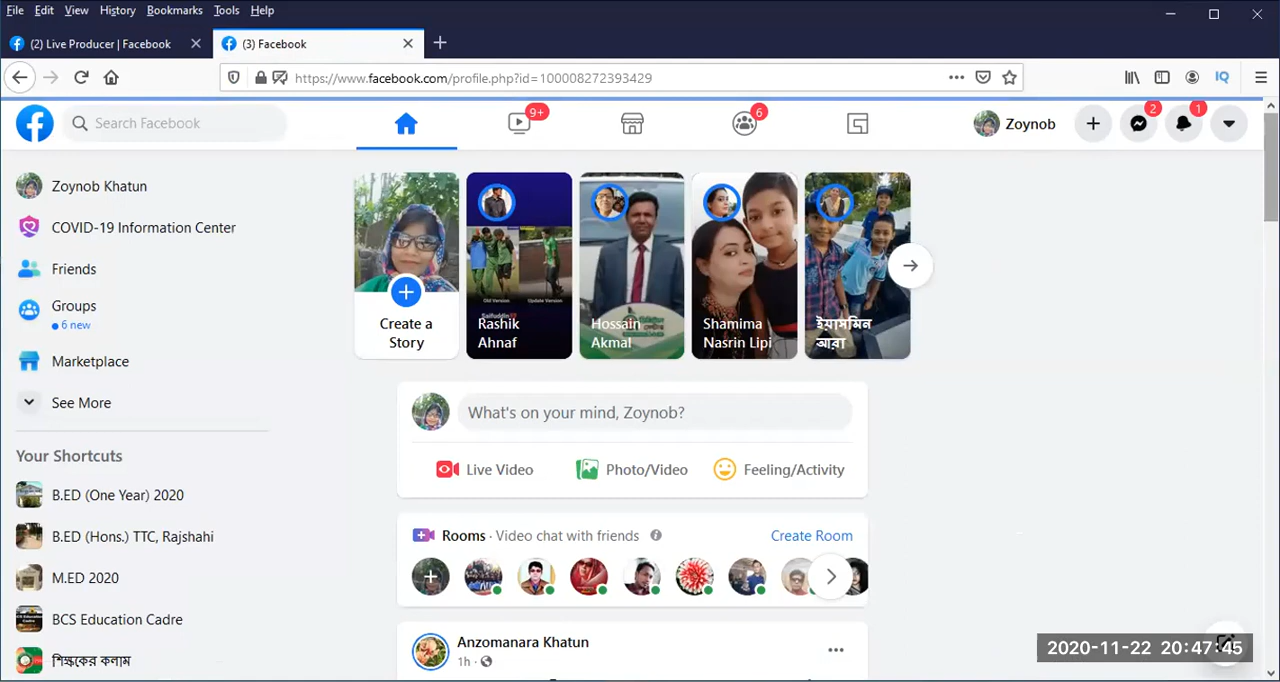 File Edit View History Bookmarks Tools Help
(2) Live Producer | Facebook
(3) Facebook
https://www.facebook.com/profile.php?id=100008272393429
IQ
Search Facebook
9+
6
Zoynob
2
1
Zoynob Khatun
COVID-19 Information Center
Friends
Groups
6 new
Marketplace
See More
Your Shortcuts
B.ED (One Year) 2020
B.ED (Hons.) TTC, Rajshahi
M.ED 2020
BCS Education Cadre
শিক্ষকের কলাম
Create a
Story
Old Version
Update Version
Rashik
Ahnaf
Hossain
Akmal
Shamima
Nasrin Lipi
ইয়াসমিন
আরা
What's on your mind, Zoynob?
Live Video
Photo/Video
Feeling/Activity
Rooms · Video chat with friends
Create Room
Anzomanara Khatun
1h ·
2020-11-22 20:47:45